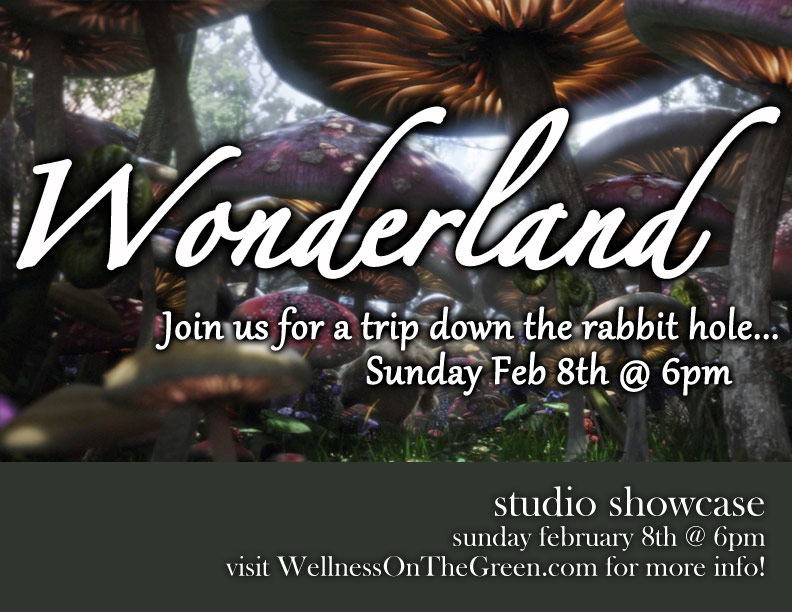 Wonderland
Join us for a trip down the rabbit hole...
Sunday Feb 8th @ 6pm
studio showcase
sunday february 8th @ 6pm
visit WellnessOnTheGreen.com for more info!